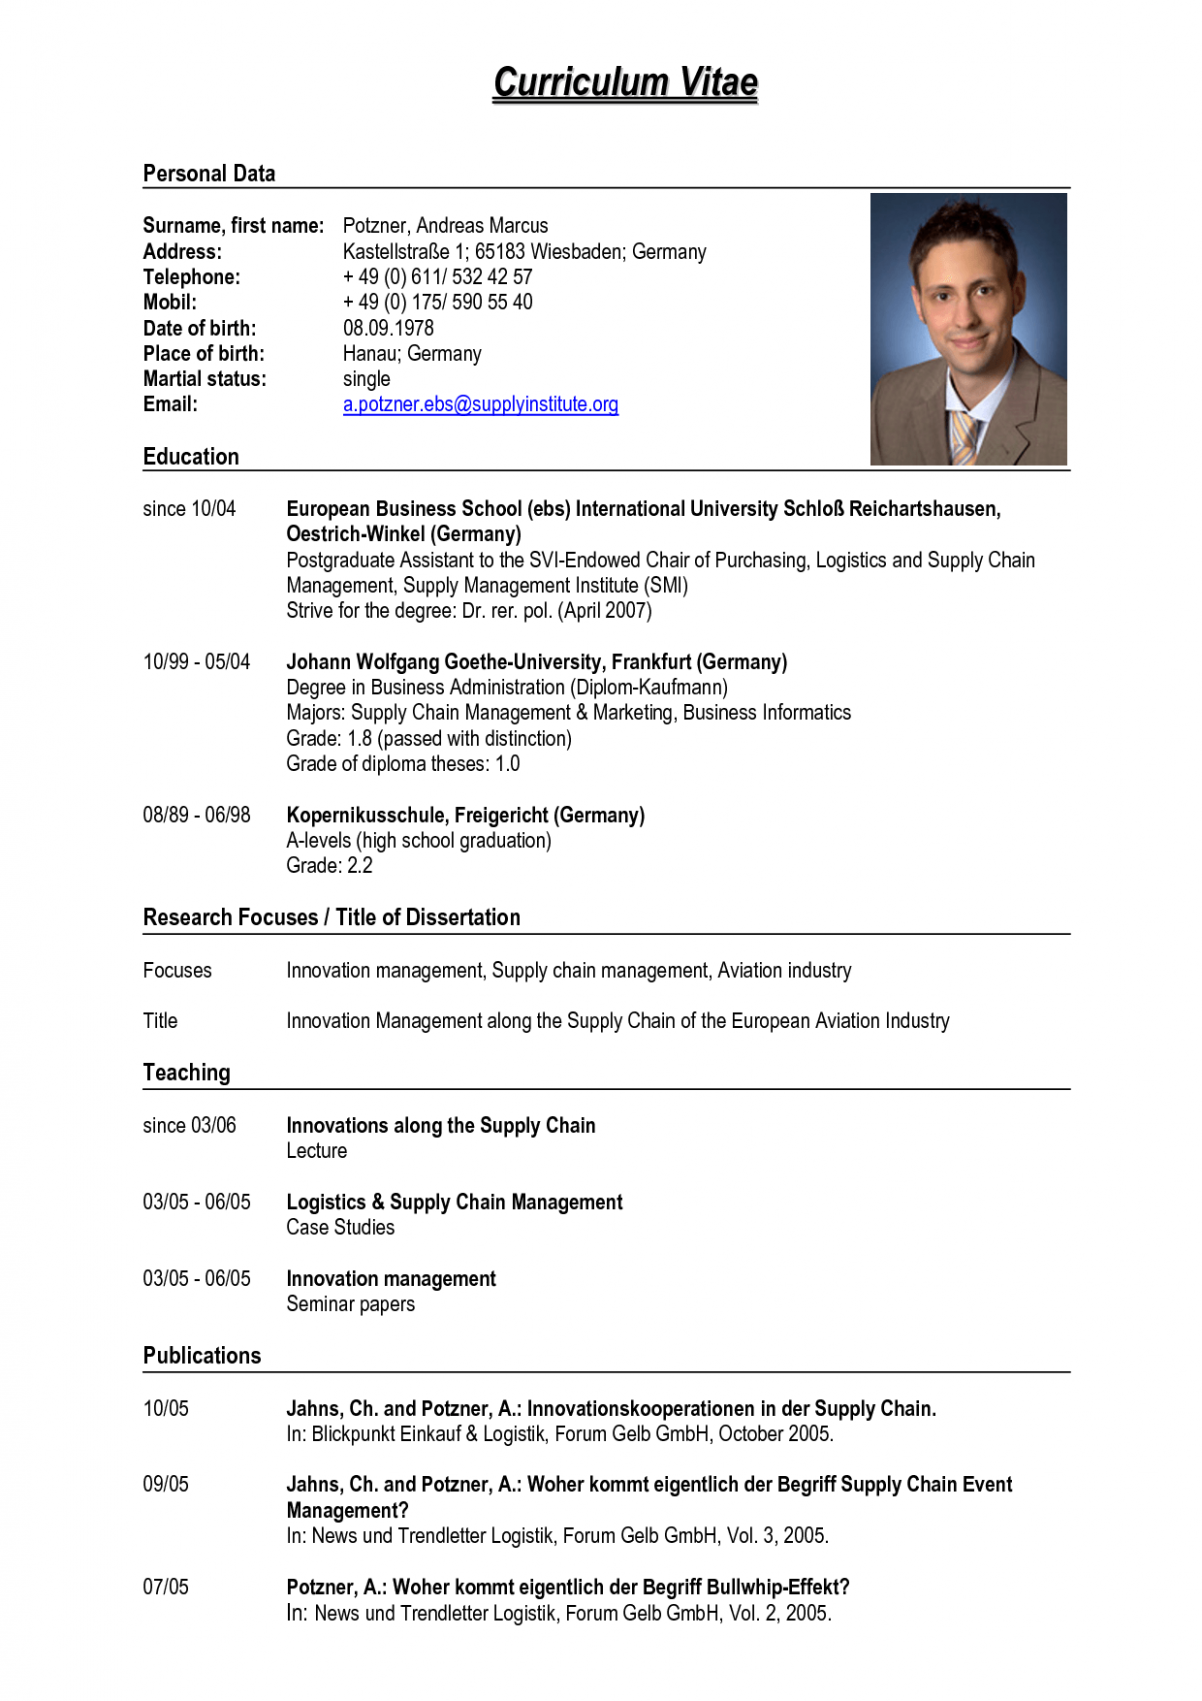 Curriculum Vitae
Personal Data
Surname, first name: Potzner, Andreas Marcus
Address: Kastellstraße 1; 65183 Wiesbaden; Germany
Telephone: + 49 (0) 611/ 532 42 57
Mobil: + 49 (0) 175/ 590 55 40
Date of birth: 08.09.1978
Place of birth: Hanau; Germany
Martial status: single
Email: a.potzner.ebs@supplyinstitute.org
Education
since 10/04 European Business School (ebs) International University Schloß Reichartshausen,
Oestrich-Winkel (Germany)
Postgraduate Assistant to the SVI-Endowed Chair of Purchasing, Logistics and Supply Chain
Management, Supply Management Institute (SMI)
Strive for the degree: Dr. rer. pol. (April 2007)
10/99 - 05/04 Johann Wolfgang Goethe-University, Frankfurt (Germany)
Degree in Business Administration (Diplom-Kaufmann)
Majors: Supply Chain Management & Marketing, Business Informatics
Grade: 1.8 (passed with distinction)
Grade of diploma theses: 1.0
08/89 - 06/98 Kopernikusschule, Freigericht (Germany)
A-levels (high school graduation)
Grade: 2.2
Research Focuses / Title of Dissertation
Focuses Innovation management, Supply chain management, Aviation industry
Title Innovation Management along the Supply Chain of the European Aviation Industry
Teaching
since 03/06 Innovations along the Supply Chain
Lecture
03/05 - 06/05 Logistics & Supply Chain Management
Case Studies
03/05 - 06/05 Innovation management
Seminar papers
Publications
10/05 Jahns, Ch. and Potzner, A.: Innovationskooperationen in der Supply Chain.
In: Blickpunkt Einkauf & Logistik, Forum Gelb GmbH, October 2005.
09/05 Jahns, Ch. and Potzner, A.: Woher kommt eigentlich der Begriff Supply Chain Event
Management?
In: News und Trendletter Logistik, Forum Gelb GmbH, Vol. 3, 2005.
07/05 Potzner, A.: Woher kommt eigentlich der Begriff Bullwhip-Effekt?
In: News und Trendletter Logistik, Forum Gelb GmbH, Vol. 2, 2005.